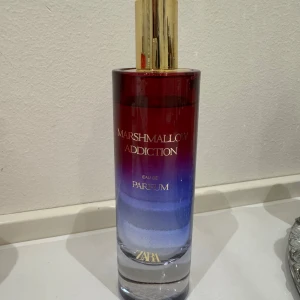 MARSHMALLOW
ADDICTION
EAU DE
PARFUM
ZARA